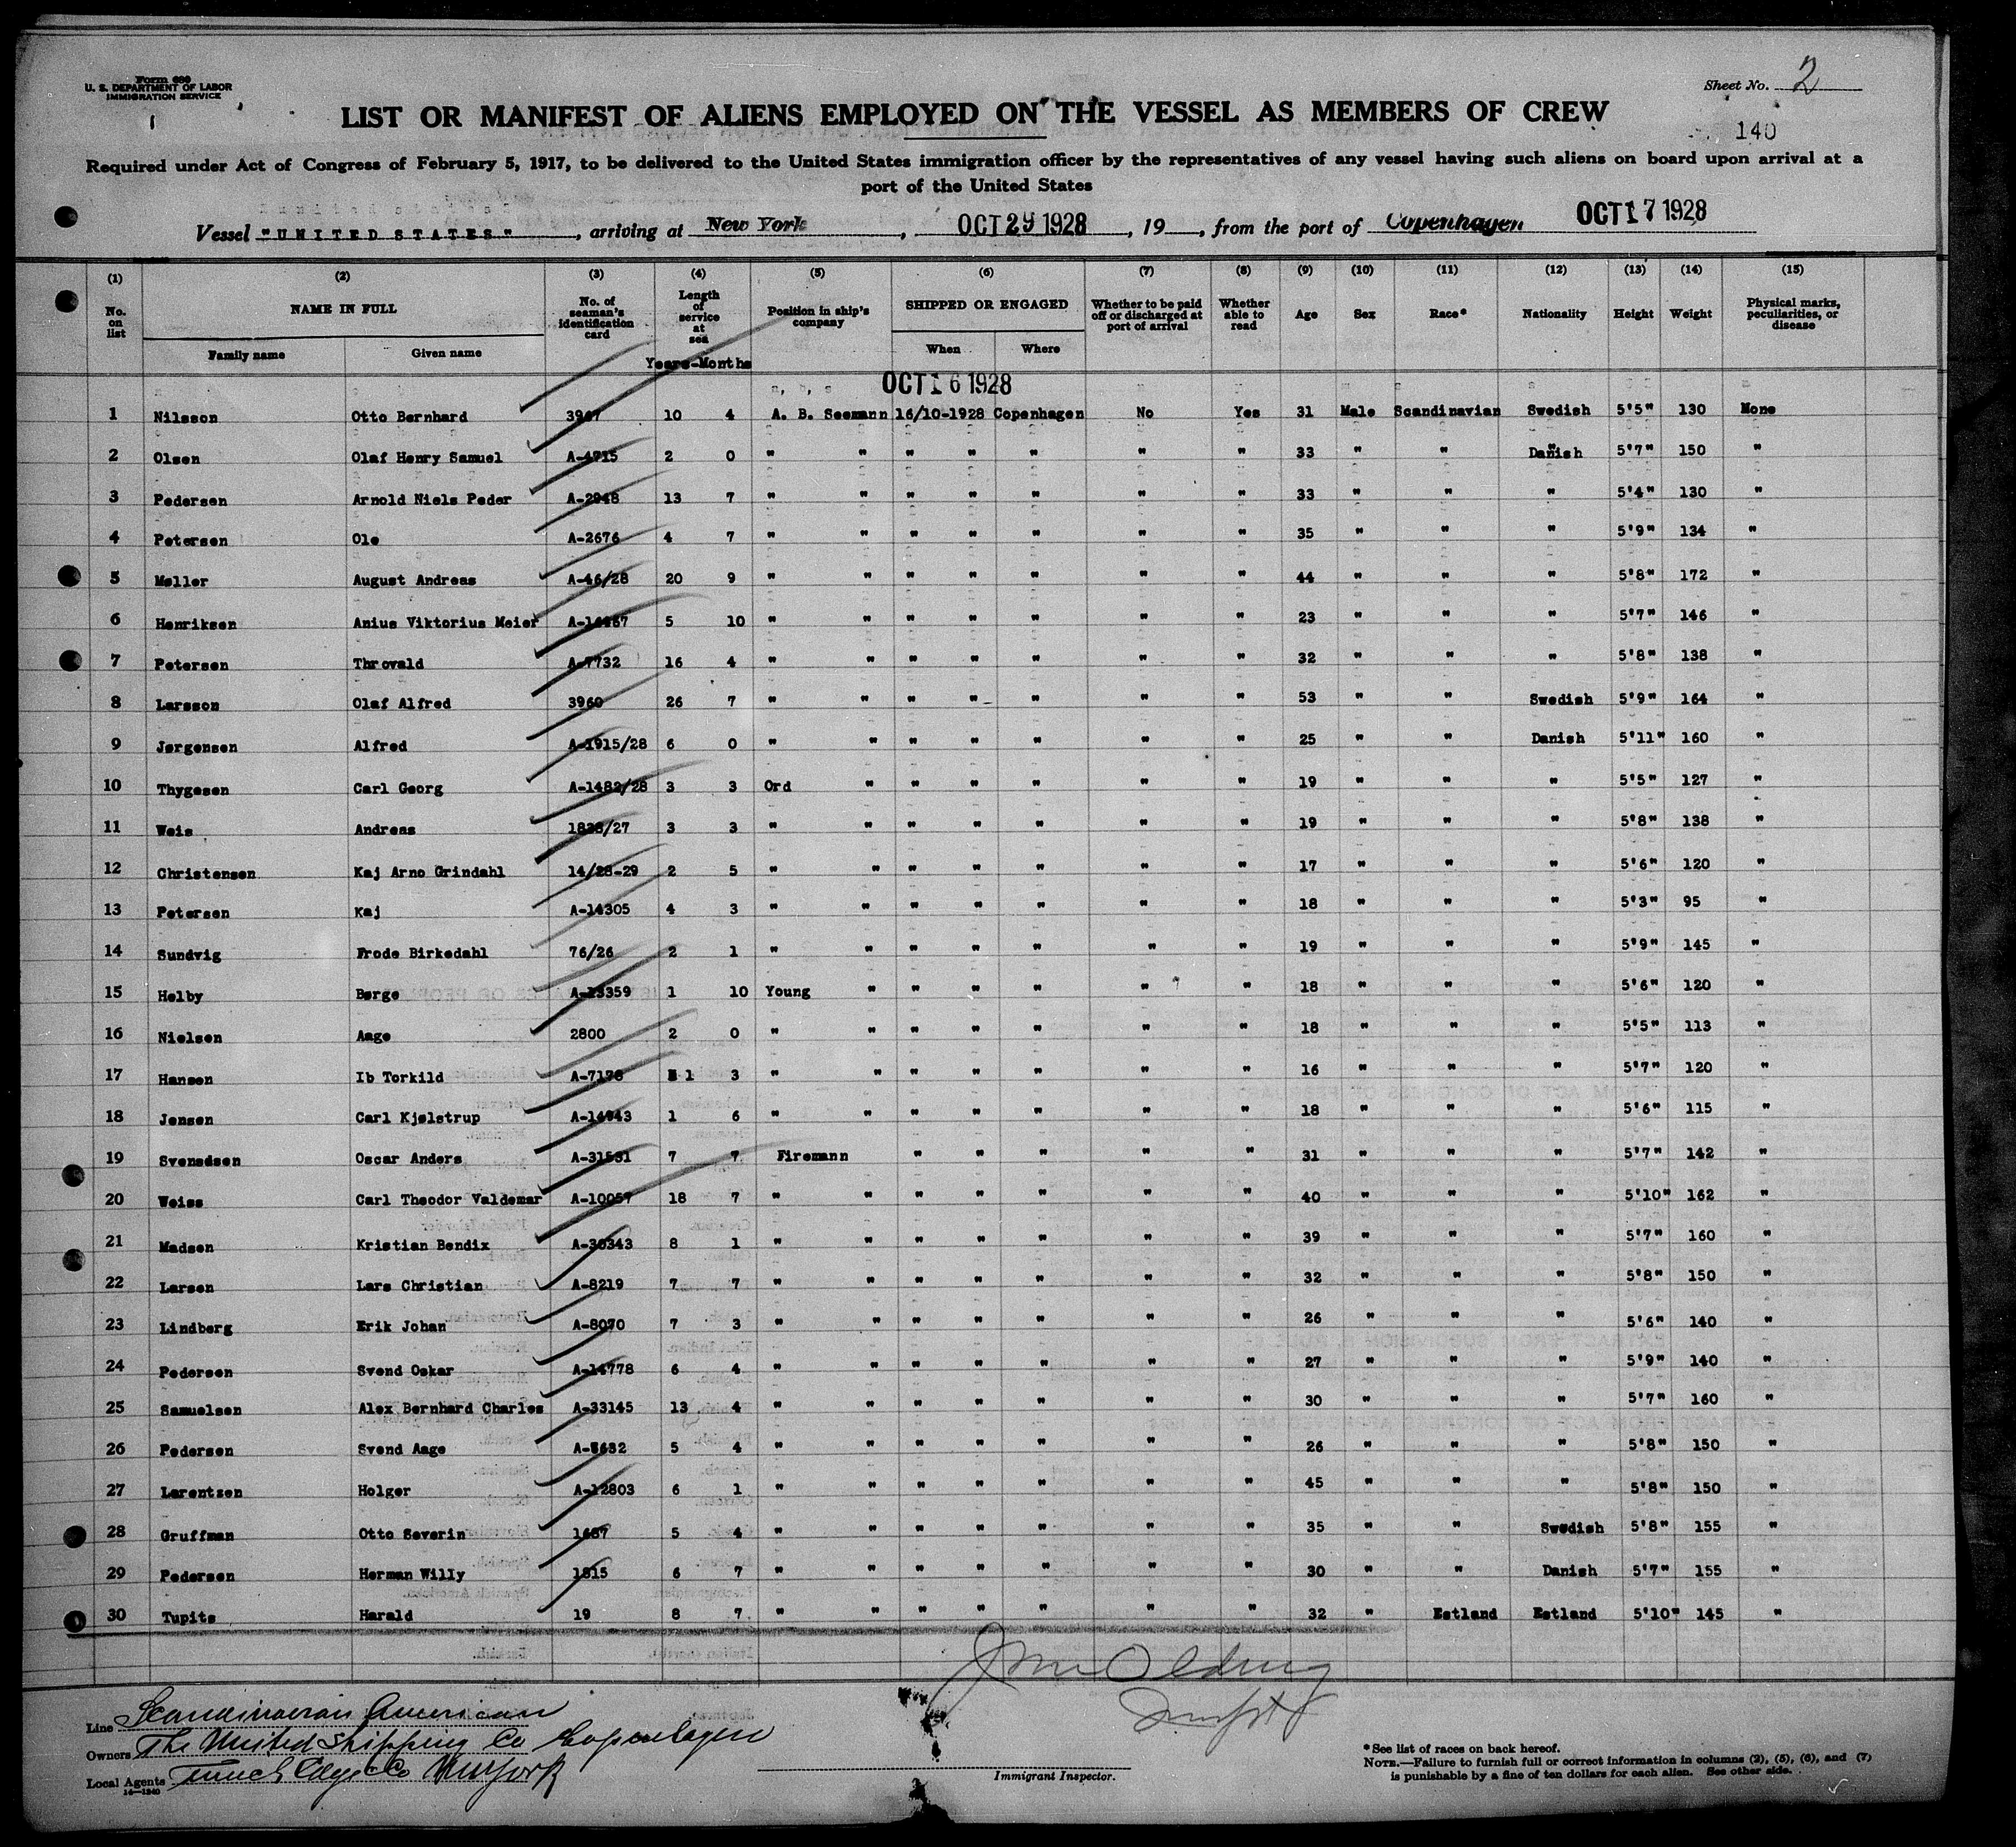 Form 680
U. S. DEPARTMENT OF LABOR
IMMIGRATION SERVICE
Sheet No. 2
LIST OR MANIFEST OF ALIENS EMPLOYED ON THE VESSEL AS MEMBERS OF CREW
140
Required under Act of Congress of February 5, 1917, to be delivered to the United States immigration officer by the representatives of any vessel having such aliens on board upon arrival at a
port of the United States
Vessel "UNITED STATES", arriving at New York, OCT 29 1928, 19 , from the port of Copenhagen OCT 17 1928
(1) (2) (3) (4) (5) (6) (7) (8) (9) (10) (11) (12) (13) (14) (15)
No. on list NAME IN FULL No. of seaman's identification card Length of service at sea Position in ship's company SHIPPED OR ENGAGED Whether to be paid off or discharged at port of arrival Whether able to read Age Sex Race* Nationality Height Weight Physical marks, peculiarities, or disease
Family name Given name Years-Months When Where
OCT 16 1928
1 Nilsson Otto Bernhard 3967 10 4 A. B. Seemann 16/10-1928 Copenhagen No Yes 31 Male Scandinavian Swedish 5'5" 130 None
2 Olsen Olaf Henry Samuel A-4915 2 0 " " " " " " " 33 " " Danish 5'7" 150 "
3 Pedersen Arnold Niels Peder A-2948 13 7 " " " " " " " 33 " " " 5'4" 130 "
4 Petersen Ole A-2676 4 7 " " " " " " " 35 " " " 5'9" 134 "
5 Møller August Andreas A-46/28 20 9 " " " " " " " 44 " " " 5'8" 172 "
6 Henriksen Anius Viktorius Meier A-14467 5 10 " " " " " " " 23 " " " 5'7" 146 "
7 Petersen Throvald A-7732 16 4 " " " " " " " 32 " " " 5'8" 138 "
8 Larsson Olaf Alfred 3960 26 7 " " " " " " " 53 " " Swedish 5'9" 164 "
9 Jørgensen Alfred A-1915/28 6 0 " " " " " " " 25 " " Danish 5'11" 160 "
10 Thygesen Carl Georg A-1482/28 3 3 Ord " " " " " " 19 " " " 5'5" 127 "
11 Weis Andreas 1838/27 3 3 " " " " " " " 19 " " " 5'8" 138 "
12 Christensen Kaj Arno Grindahl 14/28-29 2 5 " " " " " " " 17 " " " 5'6" 120 "
13 Petersen Kaj A-14305 4 3 " " " " " " " 18 " " " 5'3" 95 "
14 Sundvig Frode Birkedahl 76/26 2 1 " " " " " " " 19 " " " 5'9" 145 "
15 Helby Børge A-13359 1 10 Young " " " " " " 18 " " " 5'6" 120 "
16 Nielsen Aage 2800 2 0 " " " " " " " 18 " " " 5'5" 113 "
17 Hansen Ib Torkild A-7178 1 3 " " " " " " " 16 " " " 5'7" 120 "
18 Jensen Carl Kjølstrup A-14943 1 6 " " " " " " " 18 " " " 5'6" 115 "
19 Svensdsen Oscar Anders A-31531 7 7 Firemann " " " " " 31 " " " 5'7" 142 "
20 Weiss Carl Theodor Valdemar A-10057 18 7 " " " " " " " 40 " " " 5'10" 162 "
21 Madsen Kristian Bendix A-30343 8 1 " " " " " " " 39 " " " 5'7" 160 "
22 Larsen Lars Christian A-8219 7 7 " " " " " " " 32 " " " 5'8" 150 "
23 Lindberg Erik Johan A-8070 7 3 " " " " " " " 26 " " " 5'6" 140 "
24 Pedersen Svend Oskar A-14778 6 4 " " " " " " " 27 " " " 5'9" 140 "
25 Samuelsen Alex Bernhard Charles A-33145 13 4 " " " " " " " 30 " " " 5'7" 160 "
26 Pedersen Svend Aage 5 4 " " " " " " " 26 " " " 5'8" 150 "
27 Lorentzen Holger A-12803 6 1 " " " " " " " 45 " " " 5'8" 150 "
28 Gruffman Otto Severin 5 4 " " " " " " " 35 " " Swedish 5'8" 155 "
29 Pedersen Herman Willy 1815 6 7 " " " " " " " 30 " " Danish 5'7" 155 "
30 Tupits Harald 19 8 7 " " " " " " " 32 " Estland Estland 5'10" 145 "
Line Scandinavian American
Owners The United Shipping Co Copenhagen
Local Agents Funch Edye & Co New York
16-1240
Immigrant Inspector.
*See list of races on back hereof.
NOTE.—Failure to furnish full or correct information in columns (2), (5), (6), and (7)
is punishable by a fine of ten dollars for each alien. See other side.